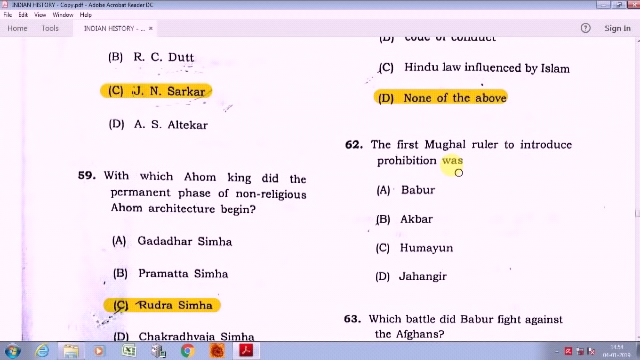 INDIAN HISTORY - Copy.pdf - Adobe Acrobat Reader DC
File Edit View Window Help
Home Tools INDIAN HISTORY - ... × Sign In
(B) R. C. Dutt
(C) J. N. Sarkar
(D) A. S. Altekar
59. With which Ahom king did the
permanent phase of non-religious
Ahom architecture begin?
(A) Gadadhar Simha
(B) Pramatta Simha
(C) Rudra Simha
(D) Chakradhvaja Simha
(B) code of conduct
(C) Hindu law influenced by Islam
(D) None of the above
62. The first Mughal ruler to introduce
prohibition was
(A) Babur
(B) Akbar
(C) Humayun
(D) Jahangir
63. Which battle did Babur fight against
the Afghans?